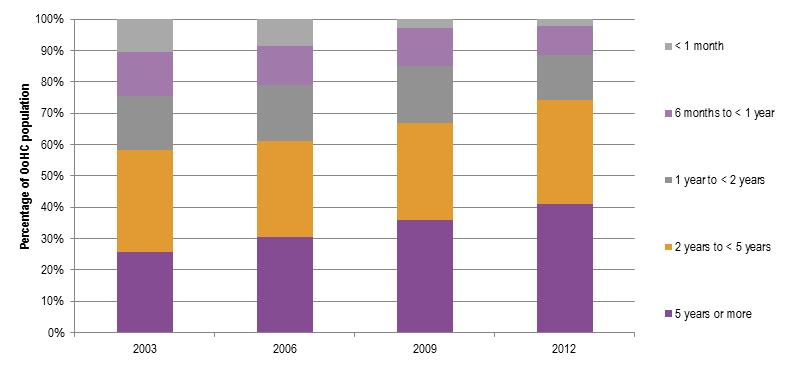 Percentage of OoHC population
100%
90%
80%
70%
60%
50%
40%
30%
20%
10%
0%
2003
2006
2009
2012
< 1 month
6 months to < 1 year
1 year to < 2 years
2 years to < 5 years
5 years or more